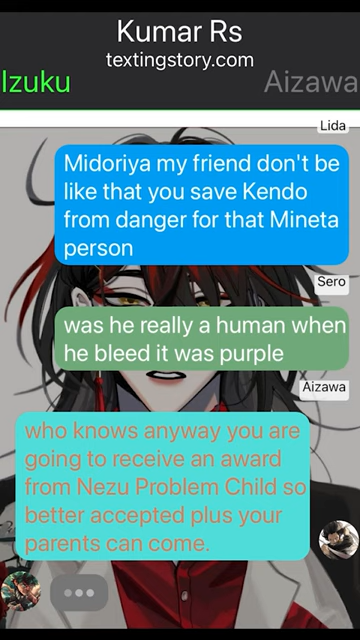 Kumar Rs
textingstory.com
Izuku Aizawa
Lida
Midoriya my friend don't be
like that you save Kendo
from danger for that Mineta
person
Sero
was he really a human when
he bleed it was purple
Aizawa
who knows anyway you are
going to receive an award
from Nezu Problem Child so
better accepted plus your
parents can come.